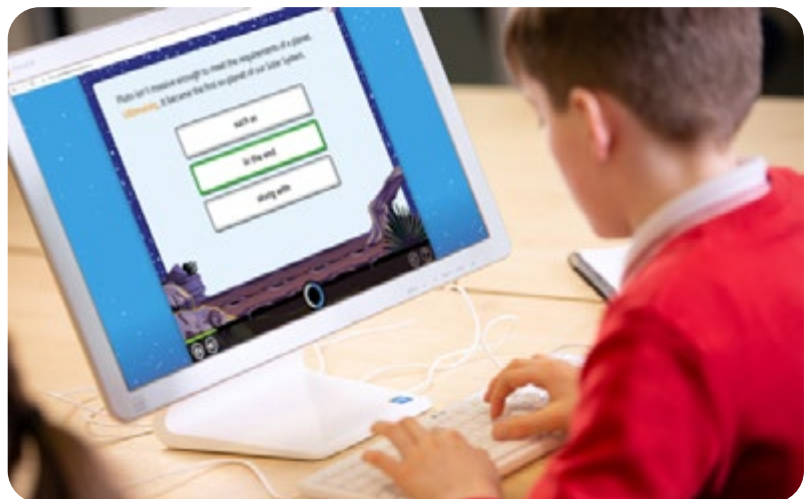 Pluto isn't massive enough to meet the requirements of a planet.
Ultimately, it became the first ex-planet of our Solar System.
such as
in the end
along with